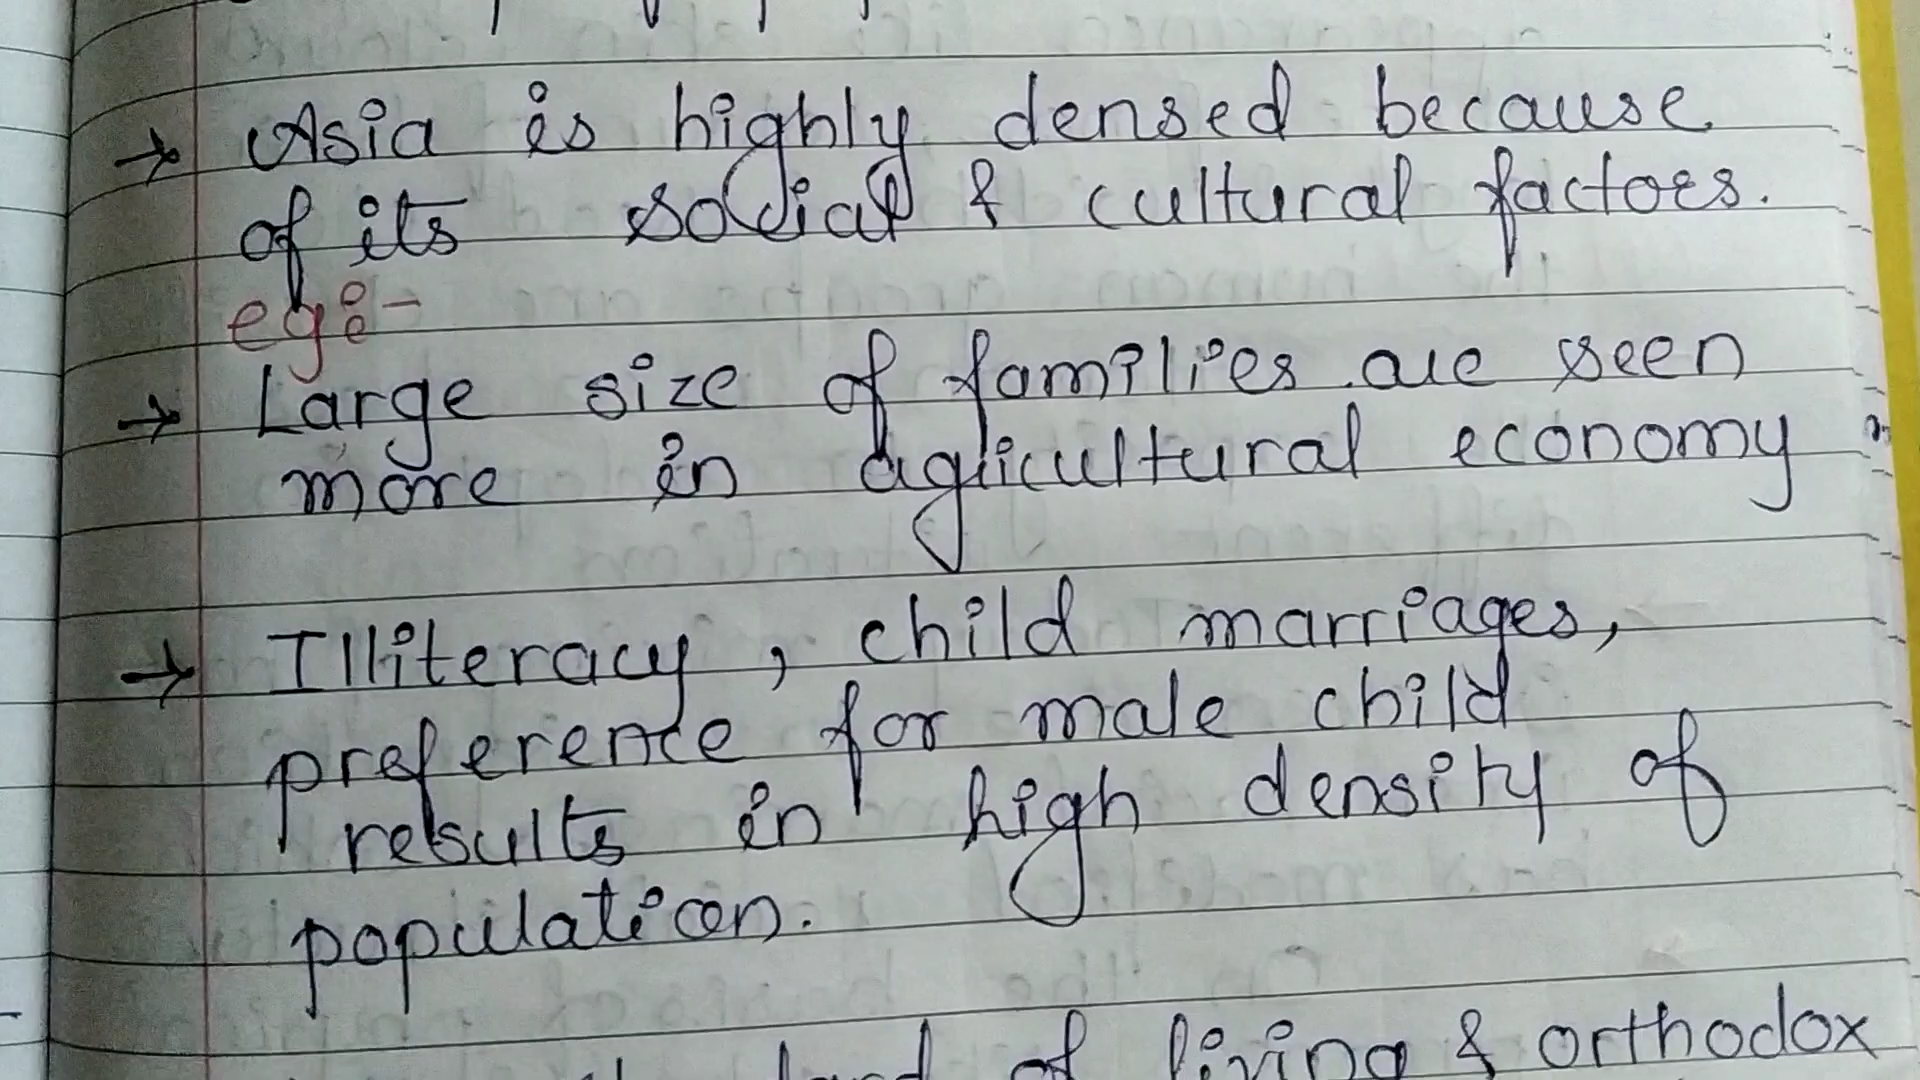 → Asia is highly densed because
of its social & cultural factors.
eg:-
→ Large size of families are seen
more in agricultural economy
→ Illiteracy, child marriages,
preference for male child
results in high density of
population.
of living & orthodox